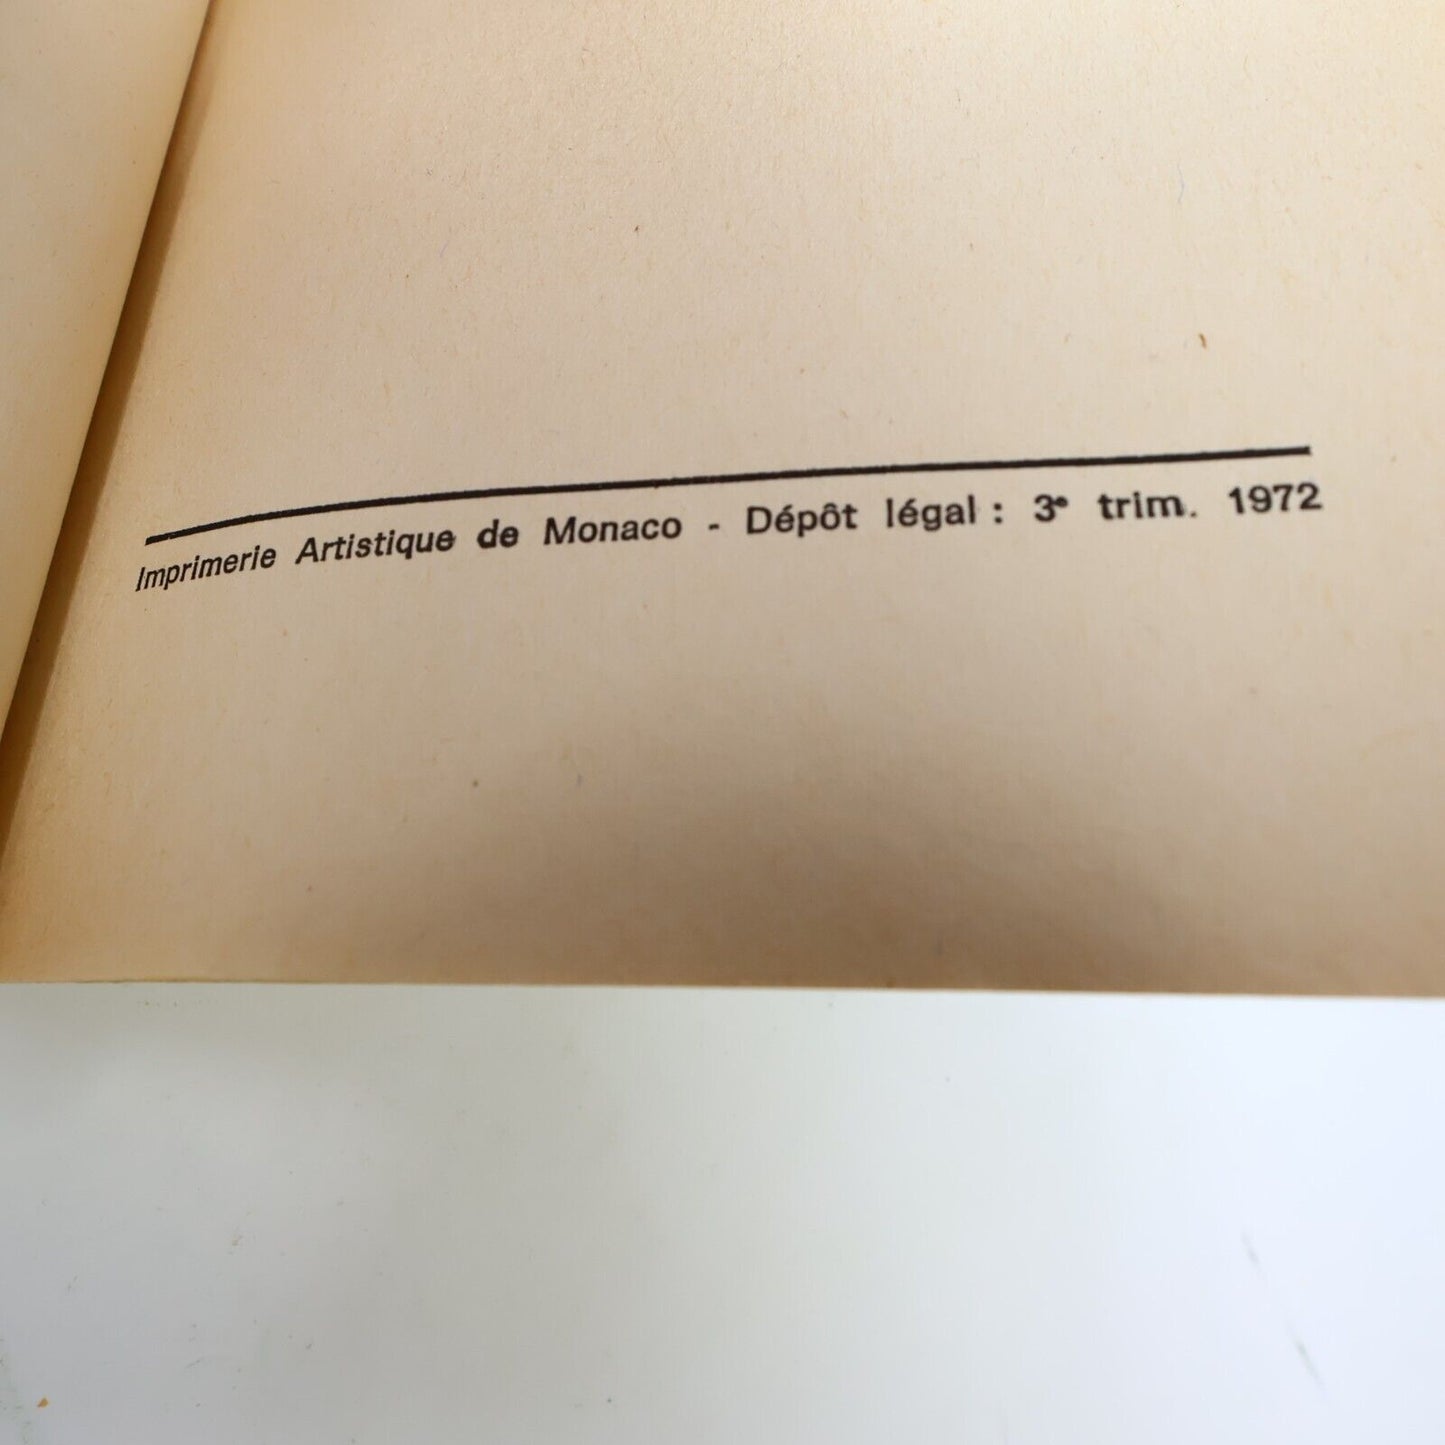 Imprimerie Artistique de Monaco - Dépôt légal : 3e trim. 1972